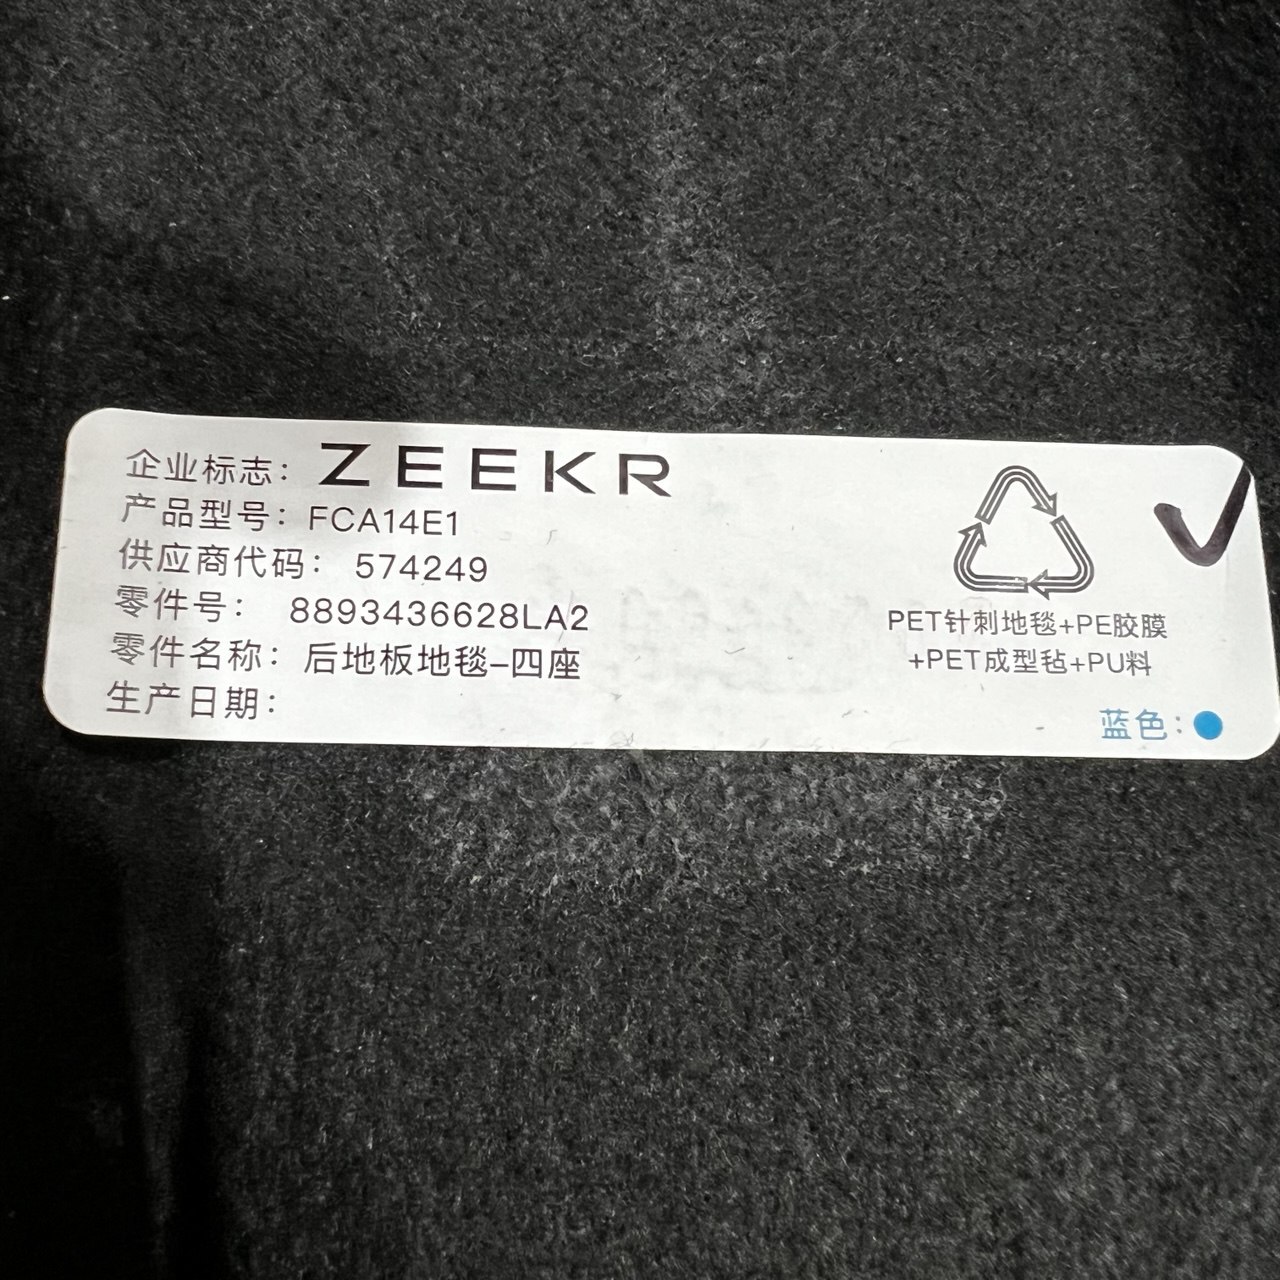 企业标志： ZEEKR
产品型号：FCA14E1
供应商代码： 574249
零件号： 8893436628LA2
零件名称：后地板地毯-四座
生产日期：
PET针刺地毯+PE胶膜
+PET成型毡+PU料
蓝色：